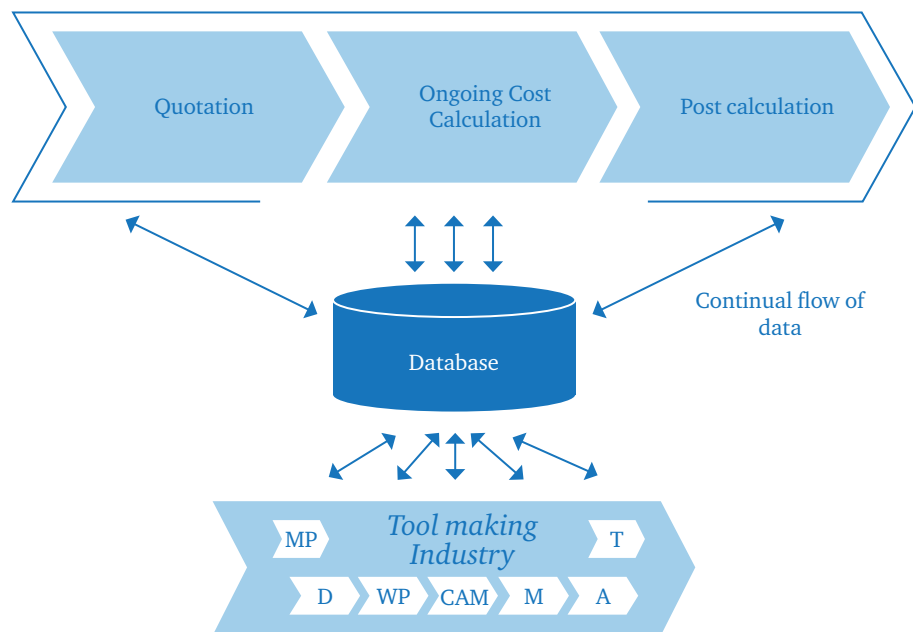 Quotation
Ongoing Cost
Calculation
Post calculation
Continual flow of
data
Database
Tool making
Industry
MP
T
D
WP
CAM
M
A